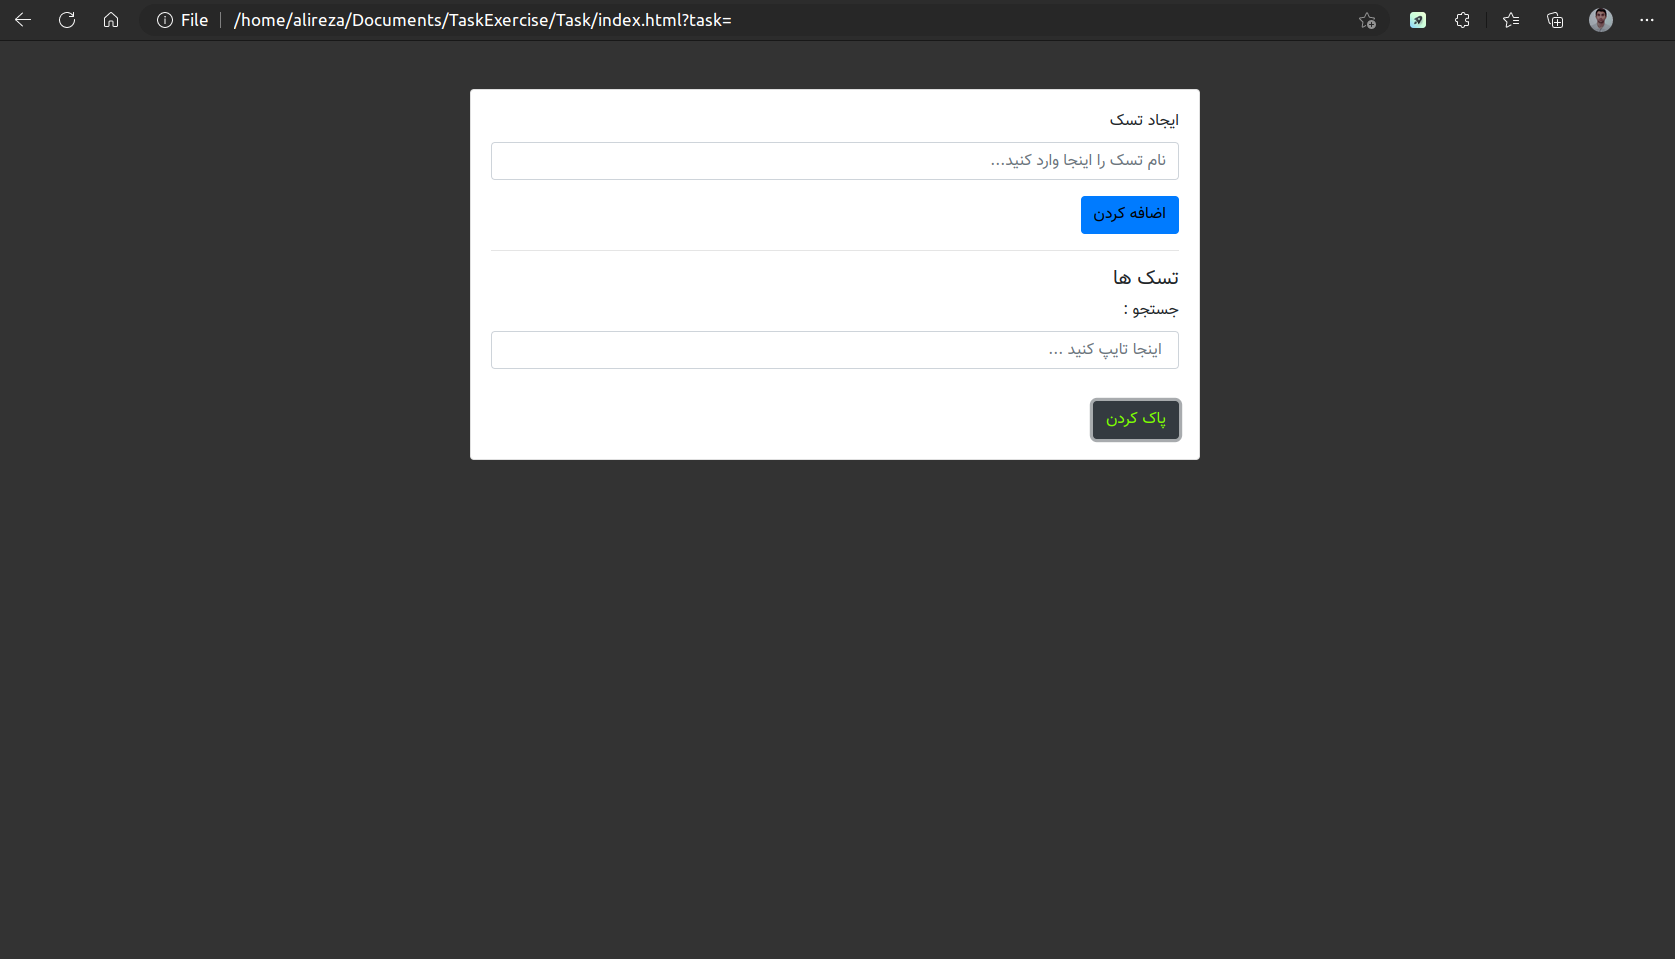 File /home/alireza/Documents/TaskExercise/Task/index.html?task=
ایجاد تسک
نام تسک را اینجا وارد کنید...
اضافه کردن
تسک ها
جستجو :
اینجا تایپ کنید ...
پاک کردن